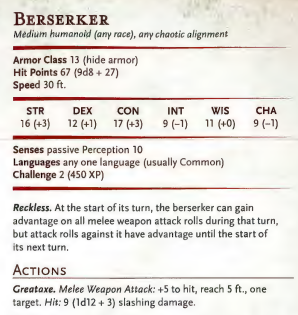 BERSERKER
Medium humanoid (any race), any chaotic alignment
Armor Class 13 (hide armor)
Hit Points 67 (9d8 + 27)
Speed 30 ft.
STR DEX CON INT WIS CHA
16 (+3) 12 (+1) 17 (+3) 9 (−1) 11 (+0) 9 (−1)
Senses passive Perception 10
Languages any one language (usually Common)
Challenge 2 (450 XP)
Reckless. At the start of its turn, the berserker can gain
advantage on all melee weapon attack rolls during that turn,
but attack rolls against it have advantage until the start of
its next turn.
ACTIONS
Greataxe. Melee Weapon Attack: +5 to hit, reach 5 ft., one
target. Hit: 9 (1d12 + 3) slashing damage.